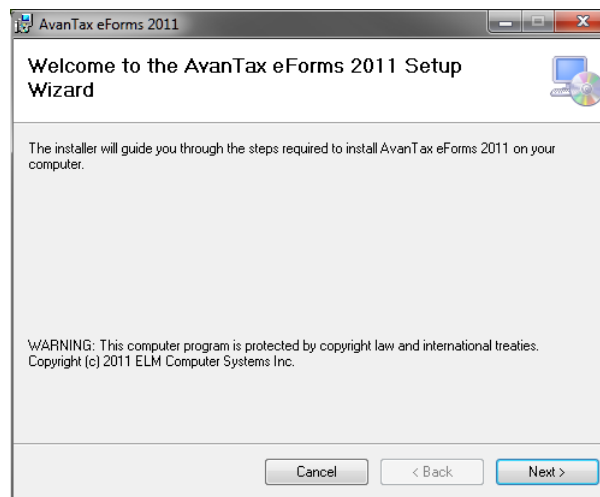 AvanTax eForms 2011
Welcome to the AvanTax eForms 2011 Setup
Wizard
The installer will guide you through the steps required to install AvanTax eForms 2011 on your
computer.
WARNING: This computer program is protected by copyright law and international treaties.
Copyright (c) 2011 ELM Computer Systems Inc.
Cancel
< Back
Next >